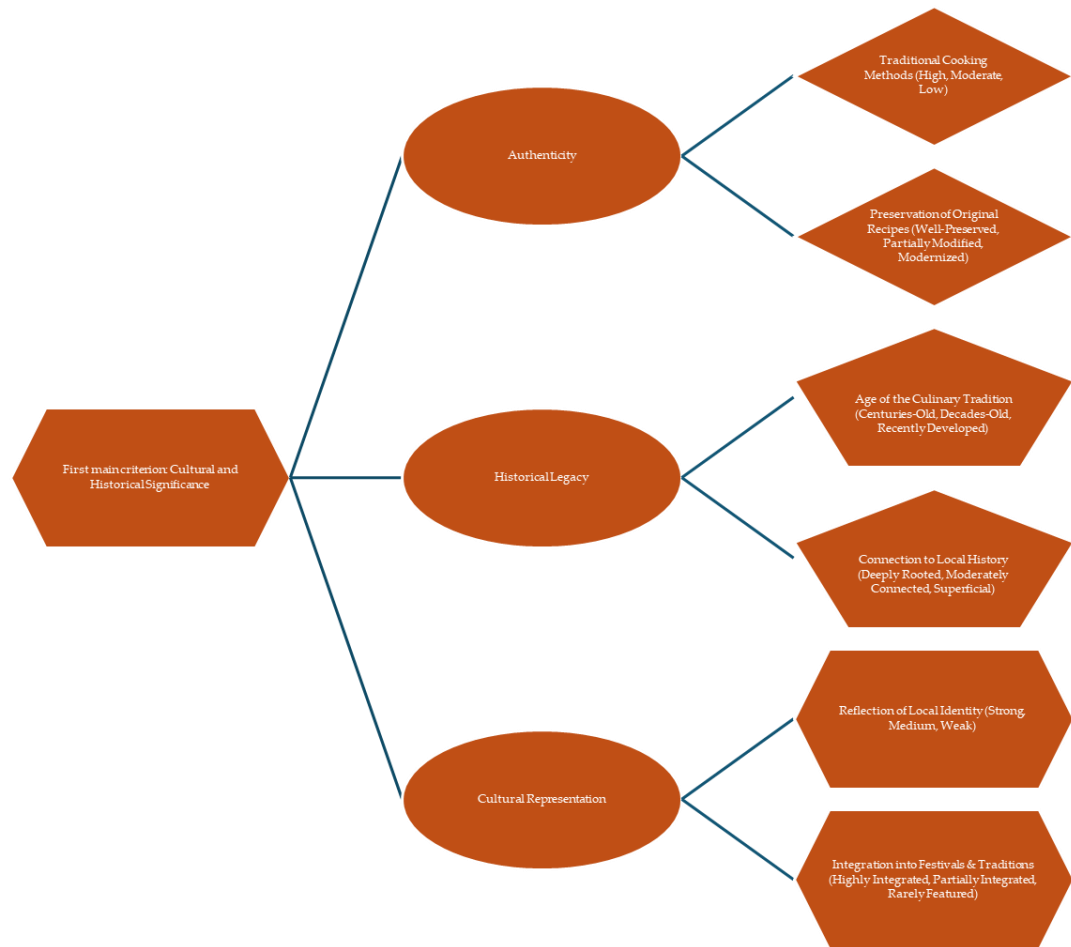 First main criterion: Cultural and
Historical Significance
Authenticity
Traditional Cooking
Methods (High, Moderate,
Low)
Preservation of Original
Recipes (Well-Preserved,
Partially Modified,
Modernized)
Historical Legacy
Age of the Culinary Tradition
(Centuries-Old, Decades-Old,
Recently Developed)
Connection to Local History
(Deeply Rooted, Moderately
Connected, Superficial)
Cultural Representation
Reflection of Local Identity (Strong,
Medium, Weak)
Integration into Festivals & Traditions
(Highly Integrated, Partially Integrated,
Rarely Featured)